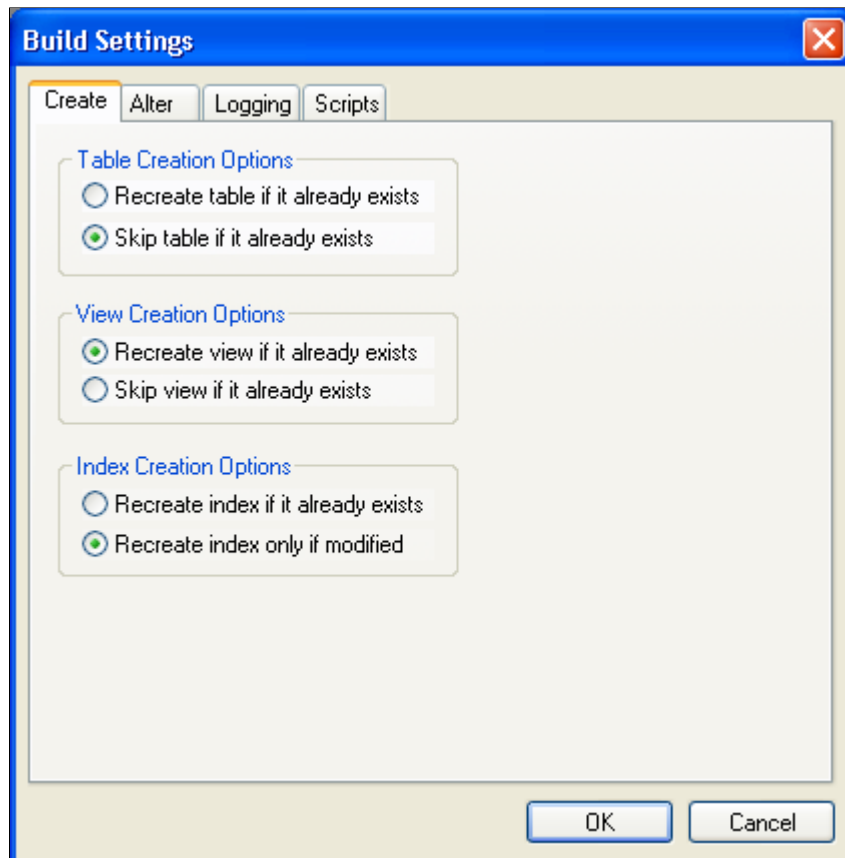 Build Settings
Create Alter Logging Scripts
Table Creation Options
Recreate table if it already exists
Skip table if it already exists
View Creation Options
Recreate view if it already exists
Skip view if it already exists
Index Creation Options
Recreate index if it already exists
Recreate index only if modified
OK Cancel